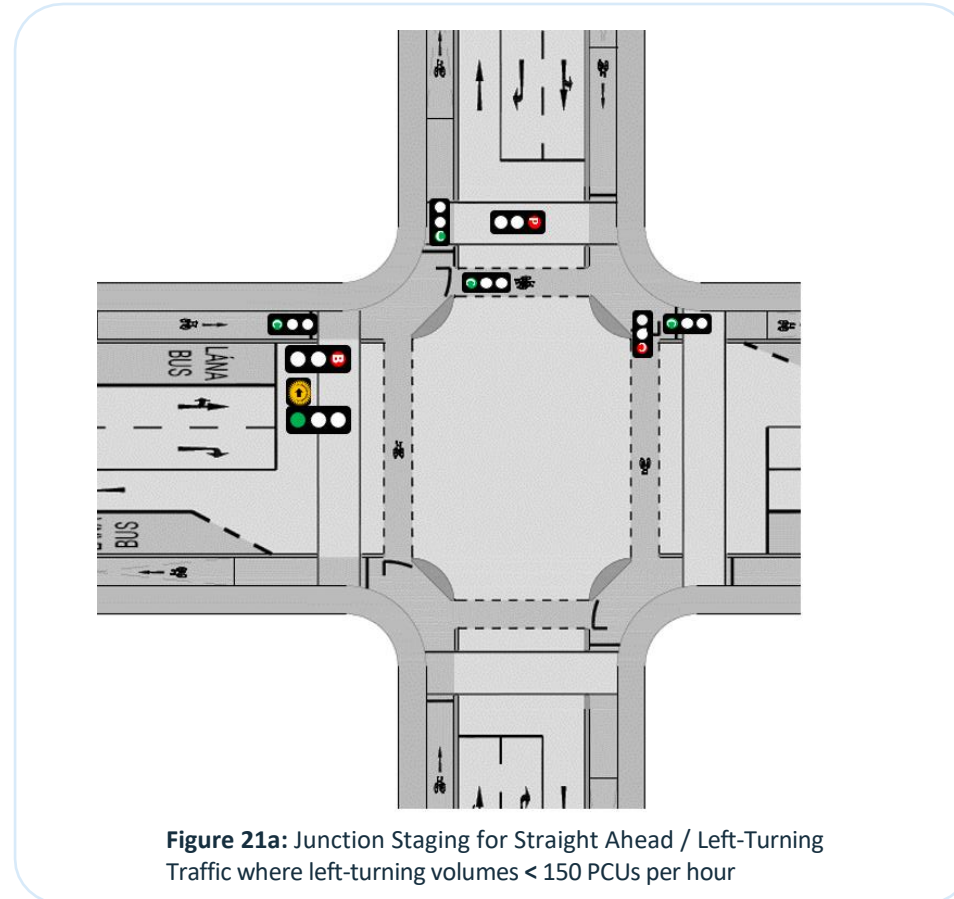 P
B
LÁNA
BUS
BUS
Figure 21a: Junction Staging for Straight Ahead / Left-Turning
Traffic where left-turning volumes < 150 PCUs per hour